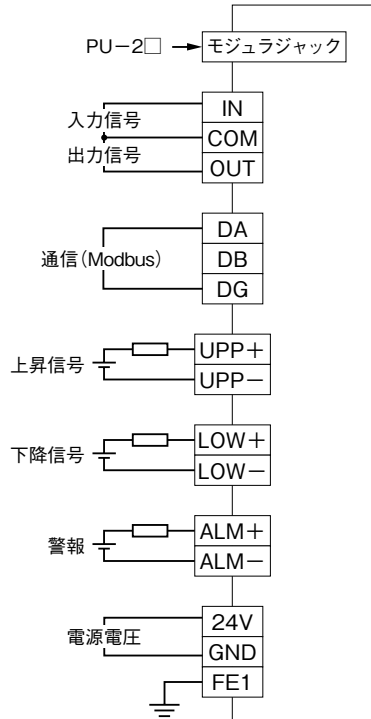 PU−2□
モジュラジャック
入力信号
出力信号
IN
COM
OUT
通信(Modbus)
DA
DB
DG
上昇信号
UPP+
UPP−
下降信号
LOW+
LOW−
警報
ALM+
ALM−
電源電圧
24V
GND
FE1